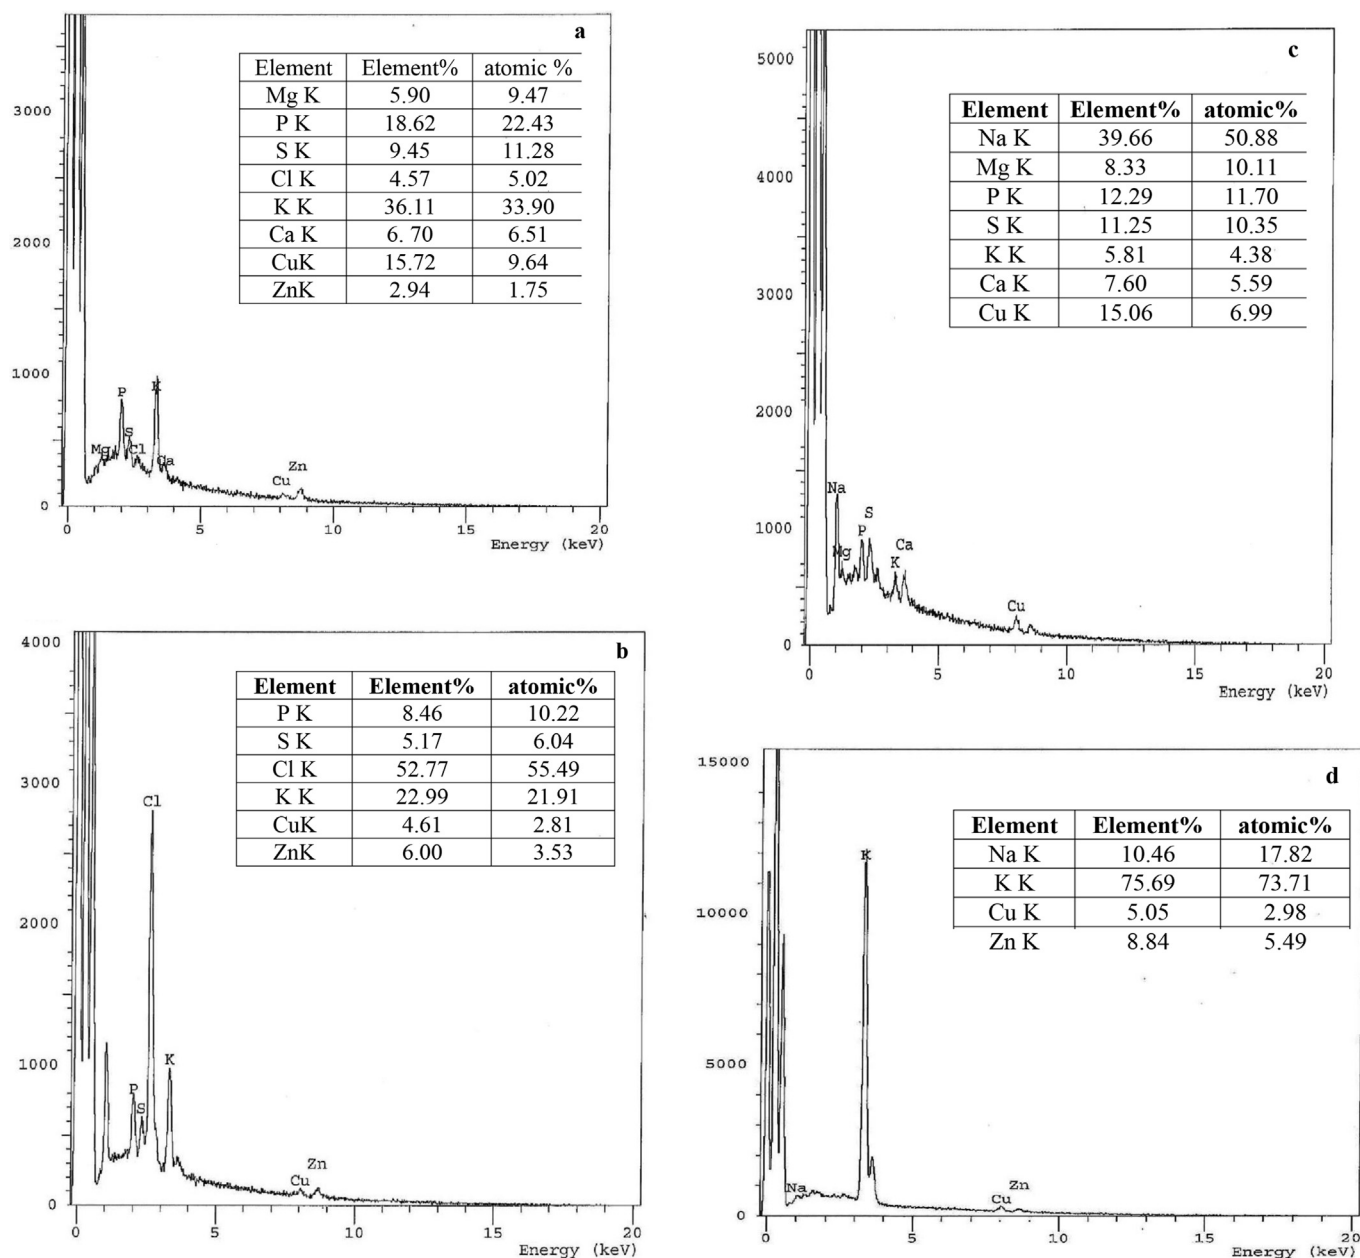 a
Element Element% atomic %
Mg K 5.90 9.47
P K 18.62 22.43
S K 9.45 11.28
Cl K 4.57 5.02
K K 36.11 33.90
Ca K 6. 70 6.51
CuK 15.72 9.64
ZnK 2.94 1.75
3000
2000
1000
0
Mg P S Cl K Ca Cu Zn
0 5 10 15 20
Energy (keV)
c
Element Element% atomic%
Na K 39.66 50.88
Mg K 8.33 10.11
P K 12.29 11.70
S K 11.25 10.35
K K 5.81 4.38
Ca K 7.60 5.59
Cu K 15.06 6.99
5000
4000
3000
2000
1000
0
Na Mg P S K Ca Cu
0 5 10 15 20
Energy (keV)
b
Element Element% atomic%
P K 8.46 10.22
S K 5.17 6.04
Cl K 52.77 55.49
K K 22.99 21.91
CuK 4.61 2.81
ZnK 6.00 3.53
4000
3000
2000
1000
0
P S Cl K Cu Zn
0 5 10 15 20
Energy (keV)
d
Element Element% atomic%
Na K 10.46 17.82
K K 75.69 73.71
Cu K 5.05 2.98
Zn K 8.84 5.49
15000
10000
5000
0
Na K Cu Zn
0 5 10 15 20
Energy (keV)